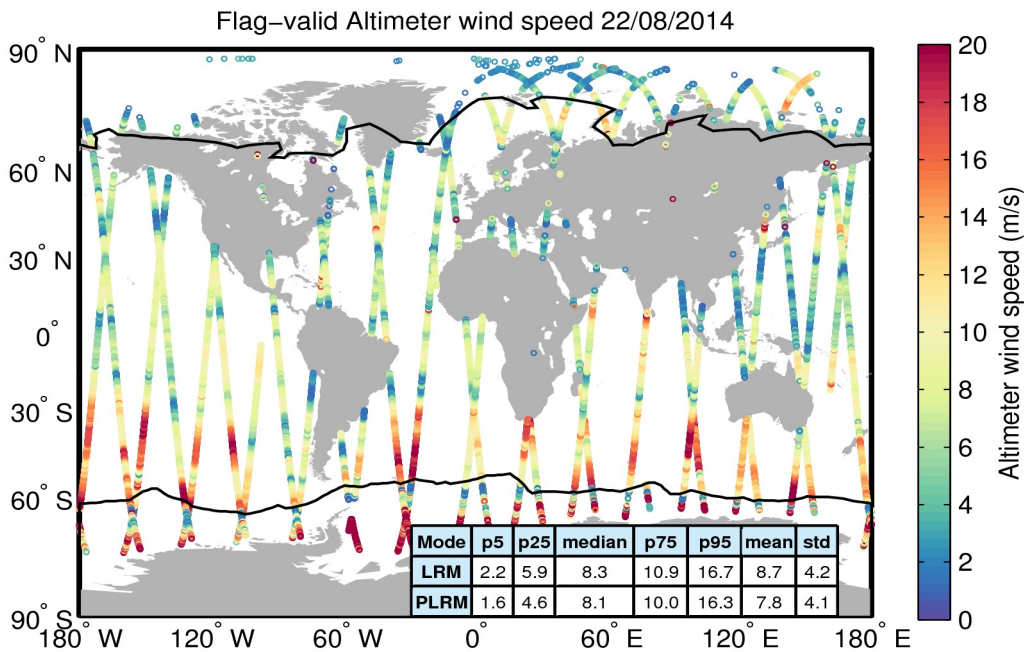 Flag−valid Altimeter wind speed 22/08/2014
90° N
60° N
30° N
0°
30° S
60° S
90° S
180° W
120° W
60° W
0°
60° E
120° E
180° E
Mode p5 p25 median p75 p95 mean std
LRM 2.2 5.9 8.3 10.9 16.7 8.7 4.2
PLRM 1.6 4.6 8.1 10.0 16.3 7.8 4.1
20
18
16
14
12
10
8
6
4
2
0
Altimeter wind speed (m/s)